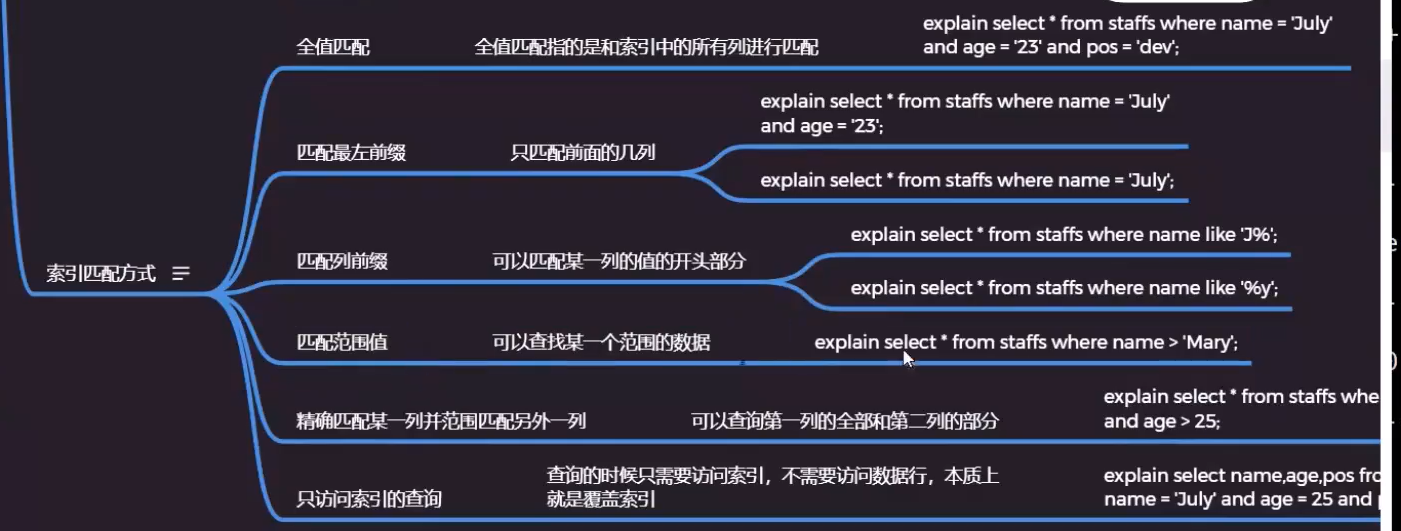 全值匹配
全值匹配指的是和索引中的所有列进行匹配
explain select * from staffs where name = 'July'
and age = '23' and pos = 'dev';
匹配最左前缀
只匹配前面的几列
explain select * from staffs where name = 'July'
and age = '23';
explain select * from staffs where name = 'July';
索引匹配方式
匹配列前缀
可以匹配某一列的值的开头部分
explain select * from staffs where name like 'J%';
explain select * from staffs where name like '%y';
匹配范围值
可以查找某一个范围的数据
explain select * from staffs where name > 'Mary';
精确匹配某一列并范围匹配另外一列
可以查询第一列的全部和第二列的部分
explain select * from staffs whe
and age > 25;
只访问索引的查询
查询的时候只需要访问索引，不需要访问数据行，本质上
就是覆盖索引
explain select name,age,pos fro
name = 'July' and age = 25 and